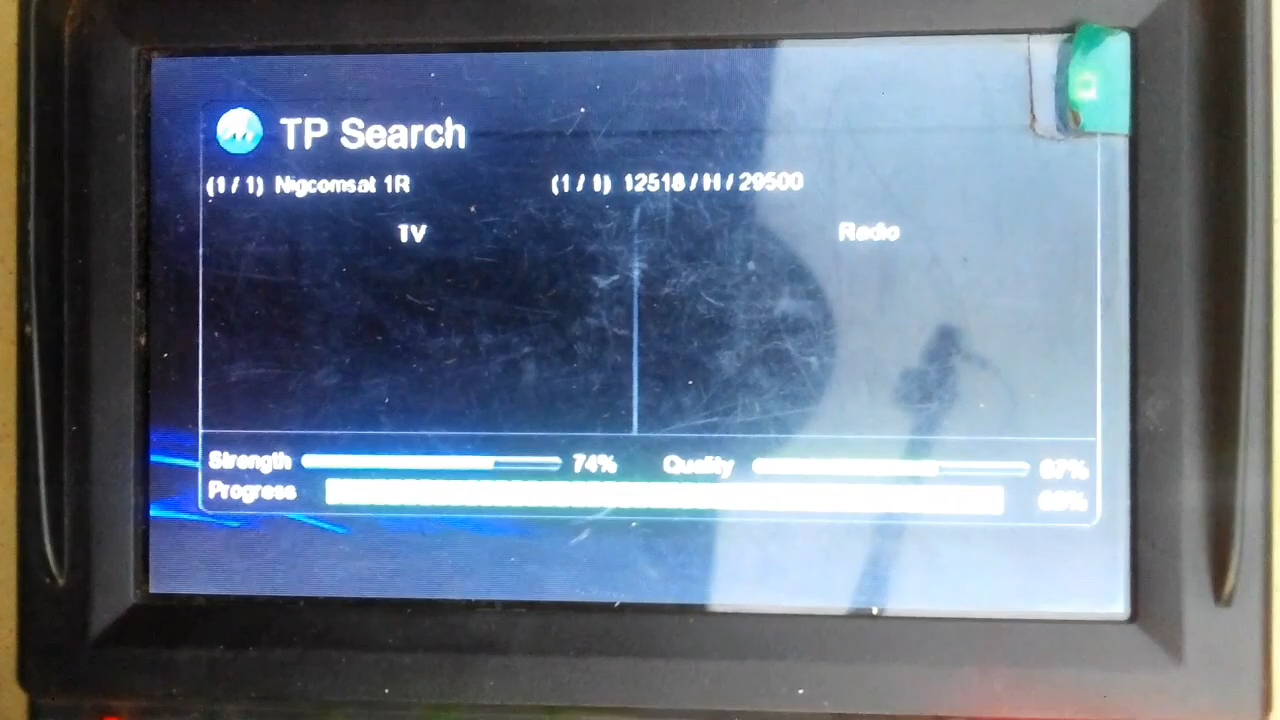 TP Search
(1 / 1) Nigcomsat 1R (1 / 1) 12518 / H / 29500
TV Radio
Strength 74% Quality 67%
Progress